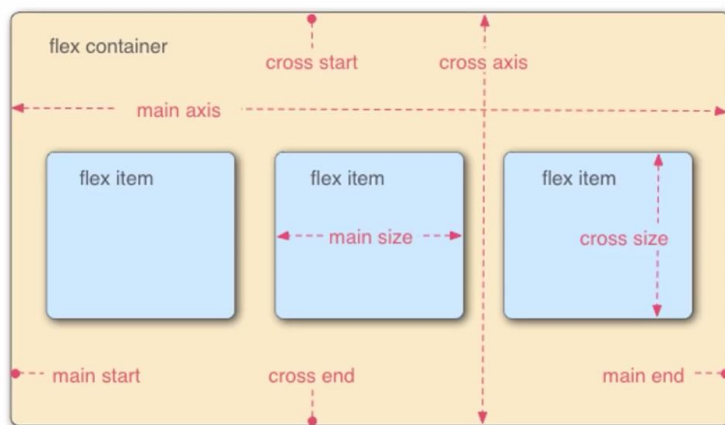 flex container
cross start
cross axis
main axis
flex item
flex item
flex item
main size
cross size
main start
cross end
main end